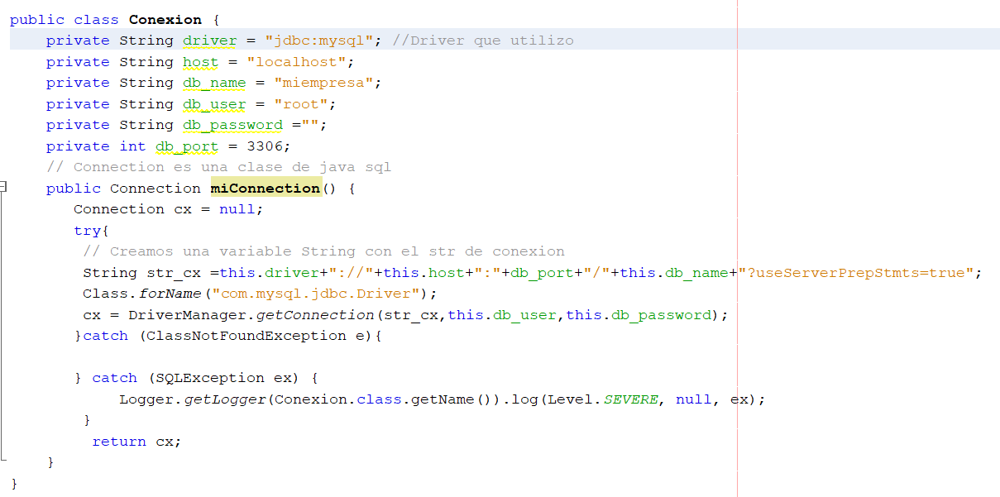 public class Conexion {
    private String driver = "jdbc:mysql"; //Driver que utilizo
    private String host = "localhost";
    private String db_name = "miempresa";
    private String db_user = "root";
    private String db_password ="";
    private int db_port = 3306;
    // Connection es una clase de java sql
    public Connection miConnection() {
       Connection cx = null;
       try{
        // Creamos una variable String con el str de conexion
        String str_cx =this.driver+"://"+this.host+":"+db_port+"/"+this.db_name+"?useServerPrepStmts=true";
        Class.forName("com.mysql.jdbc.Driver");
        cx = DriverManager.getConnection(str_cx,this.db_user,this.db_password);
       }catch (ClassNotFoundException e){

       } catch (SQLException ex) {
            Logger.getLogger(Conexion.class.getName()).log(Level.SEVERE, null, ex);
        }
         return cx;
    }
}